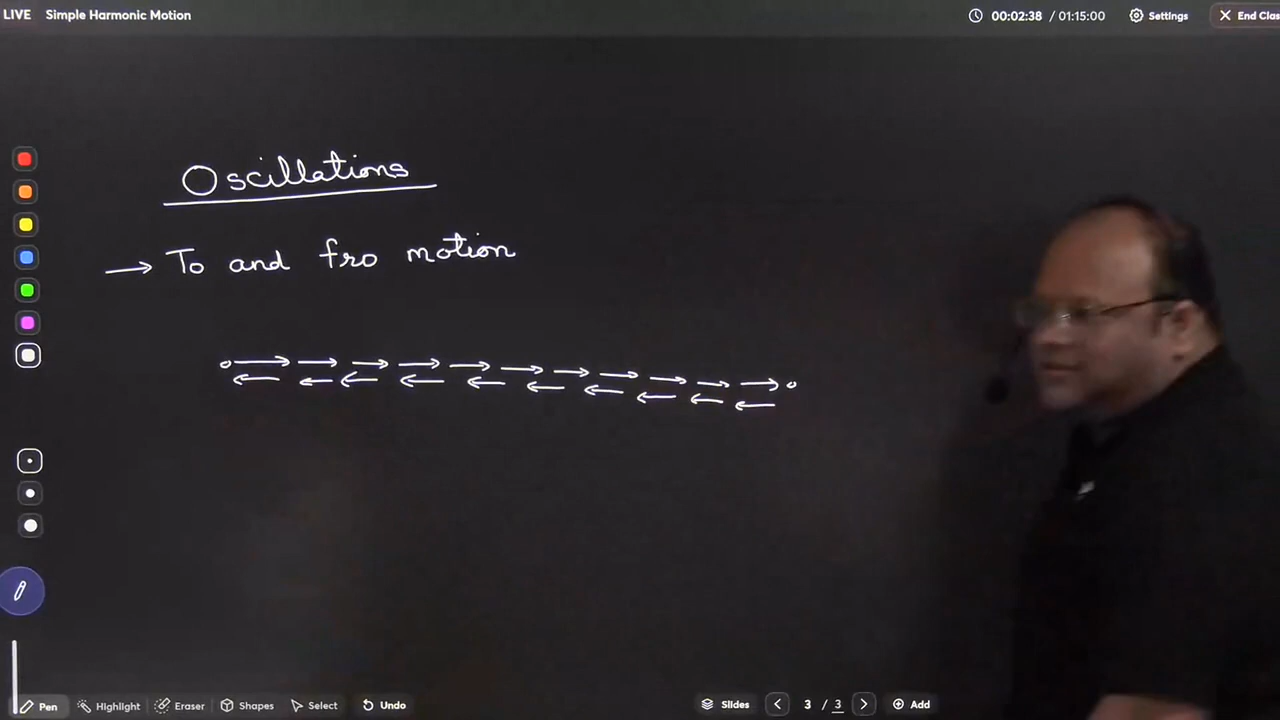 LIVE Simple Harmonic Motion 00:02:38 / 01:15:00 Settings End Clas
Oscillations
→ To and fro motion
Pen Highlight Eraser Shapes Select Undo Slides 3 / 3 Add